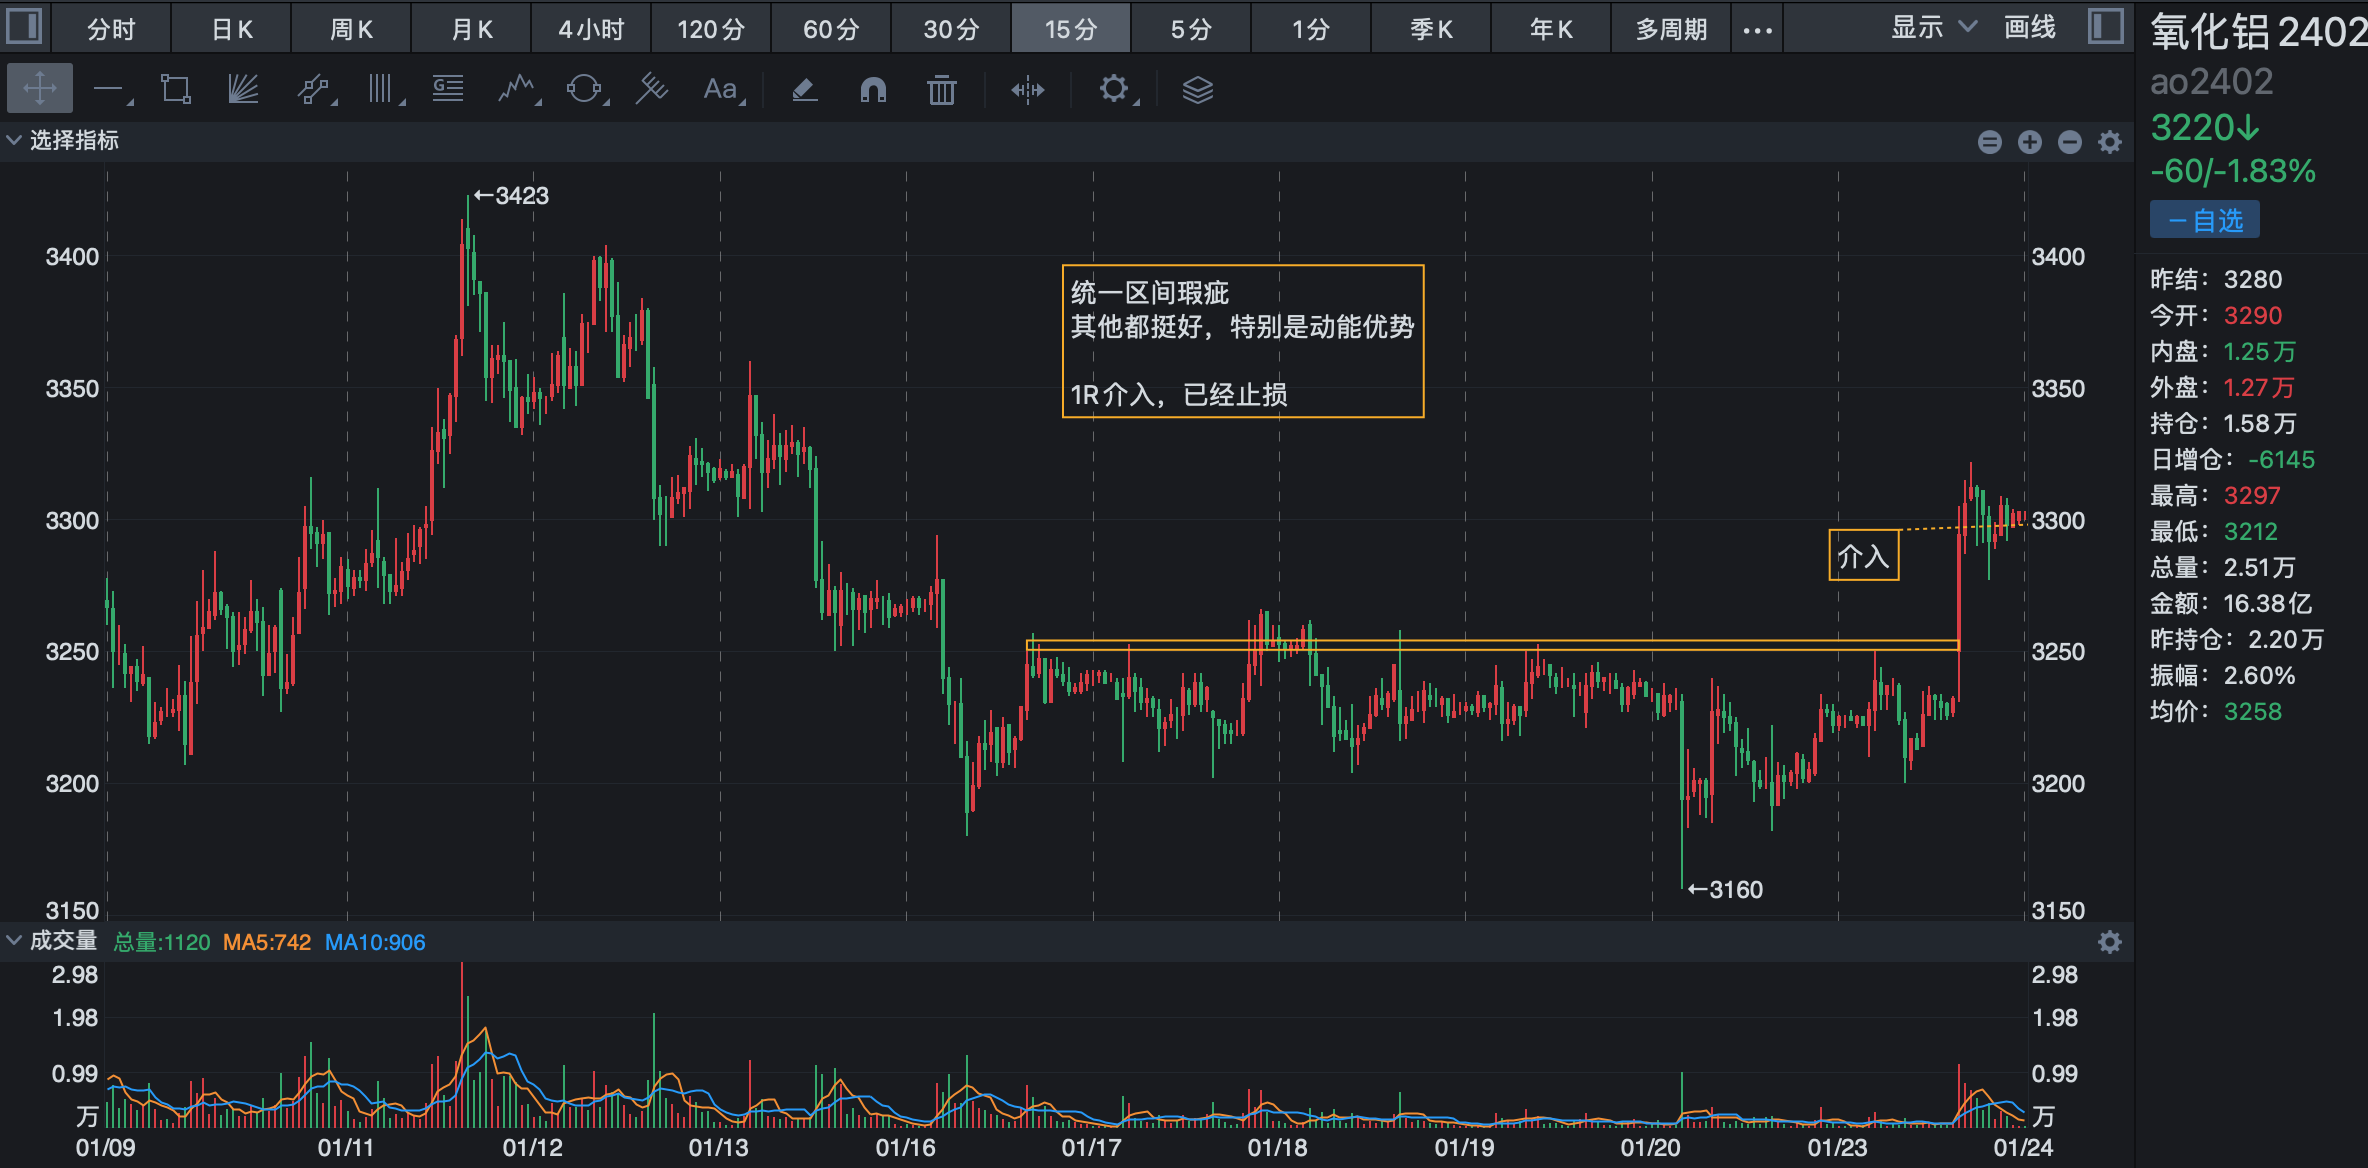 分时 日K 周K 月K 4小时 120分 60分 30分 15分 5分 1分 季K 年K 多周期 ··· 显示 画线
G Aa
选择指标
←3423
3400 3400
3350 3350
3300 3300
3250 3250
3200 3200
3150 3150
统一区间瑕疵
其他都挺好，特别是动能优势
1R介入，已经止损
介入
←3160
成交量 总量:1120 MA5:742 MA10:906
2.98 2.98
1.98 1.98
0.99 0.99
万 万
01/09 01/11 01/12 01/13 01/16 01/17 01/18 01/19 01/20 01/23 01/24
氧化铝2402
ao2402
3220↓
-60/-1.83%
－自选
昨结：3280
今开：3290
内盘：1.25万
外盘：1.27万
持仓：1.58万
日增仓：-6145
最高：3297
最低：3212
总量：2.51万
金额：16.38亿
昨持仓：2.20万
振幅：2.60%
均价：3258